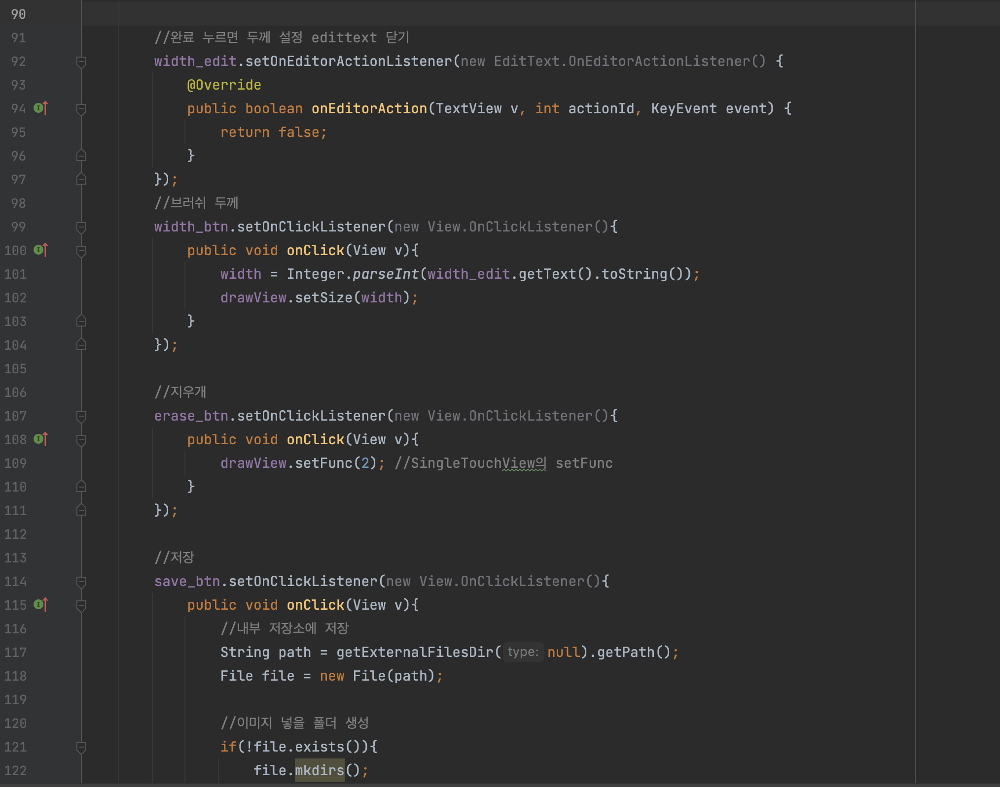 90
91 //완료 누르면 두께 설정 edittext 닫기
92 width_edit.setOnEditorActionListener(new EditText.OnEditorActionListener() {
93 @Override
94 public boolean onEditorAction(TextView v, int actionId, KeyEvent event) {
95 return false;
96 }
97 });
98 //브러쉬 두께
99 width_btn.setOnClickListener(new View.OnClickListener(){
100 public void onClick(View v){
101 width = Integer.parseInt(width_edit.getText().toString());
102 drawView.setSize(width);
103 }
104 });
105
106 //지우개
107 erase_btn.setOnClickListener(new View.OnClickListener(){
108 public void onClick(View v){
109 drawView.setFunc(2); //SingleTouchView의 setFunc
110 }
111 });
112
113 //저장
114 save_btn.setOnClickListener(new View.OnClickListener(){
115 public void onClick(View v){
116 //내부 저장소에 저장
117 String path = getExternalFilesDir( type: null).getPath();
118 File file = new File(path);
119
120 //이미지 넣을 폴더 생성
121 if(!file.exists()){
122 file.mkdirs();